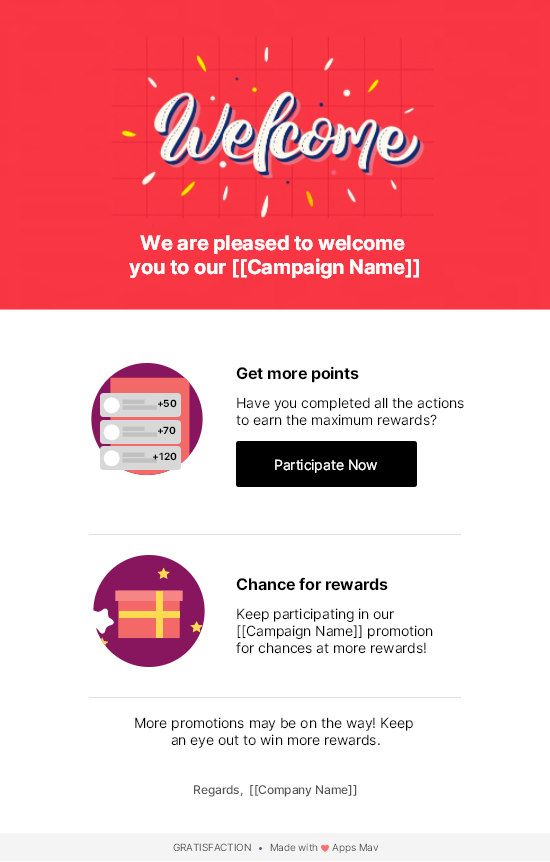 Welcome
We are pleased to welcome
you to our [[Campaign Name]]
Get more points
+50
+70
+120
Have you completed all the actions
to earn the maximum rewards?
Participate Now
Chance for rewards
Keep participating in our
[[Campaign Name]] promotion
for chances at more rewards!
More promotions may be on the way! Keep
an eye out to win more rewards.
Regards, [[Company Name]]
GRATISFACTION • Made with ❤ Apps Mav